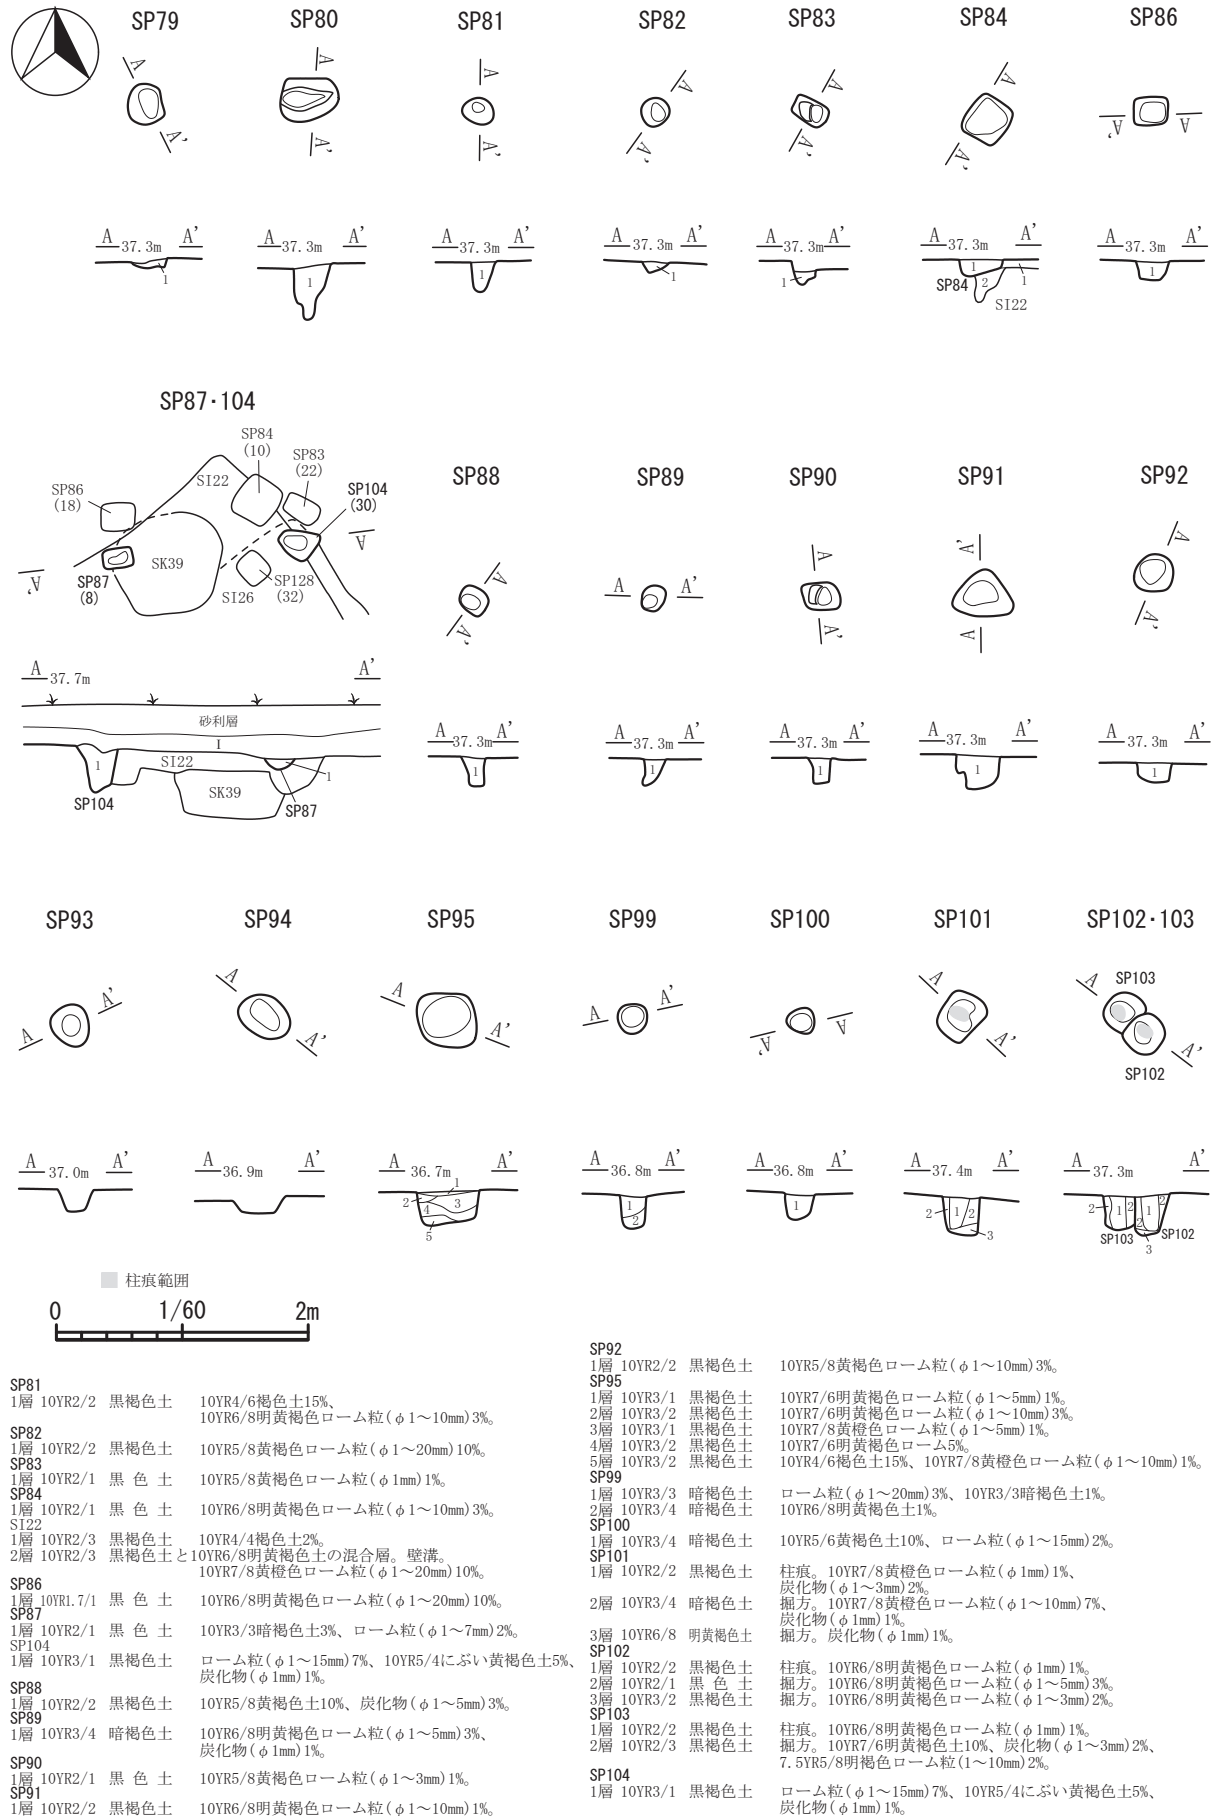 SP79 SP80 SP81 SP82 SP83 SP84 SP86
A A A A A A A
A' A' A' A' A' A' A'
A 37.3m A' A 37.3m A' A 37.3m A' A 37.3m A' A 37.3m A' A 37.3m A' A 37.3m A'
1 1 1 1 1 1 2 1 1
SP84
SI22
SP87・104
SP84
(10)
SP83
(22)
SI22
SP86
(18)
SP104
(30)
A
SK39
A'
SP87
(8)
SP128
(32)
SI26
A 37.7m A'
砂利層
I
1 SI22 1
SK39
SP104
SP87
SP88 SP89 SP90 SP91 SP92
A A A' A A' A
A' A' A A'
A 37.3m A' A 37.3m A' A 37.3m A' A 37.3m A' A 37.3m A'
1 1 1 1 1
SP93 SP94 SP95 SP99 SP100 SP101 SP102・103
A A' A A' A A' A A' A' A A A' A A'
SP103
SP102
A 37.0m A' A 36.9m A' A 36.7m A' A 36.8m A' A 36.8m A' A 37.4m A' A 37.3m A'
1 2 3 4 5 1 2 1 2 1 2 3 2 1 2 2 1 2 3
SP103 SP102
柱痕範囲
0 1/60 2m
SP81
1層 10YR2/2 黒褐色土 10YR4/6褐色土15%、
10YR6/8明黄褐色ローム粒(φ1〜10mm)3%。
SP82
1層 10YR2/2 黒褐色土 10YR5/8黄褐色ローム粒(φ1〜20mm)10%。
SP83
1層 10YR2/1 黒 色 土 10YR5/8黄褐色ローム粒(φ1mm)1%。
SP84
1層 10YR2/1 黒 色 土 10YR6/8明黄褐色ローム粒(φ1〜10mm)3%。
SI22
1層 10YR2/3 黒褐色土 10YR4/4褐色土2%。
2層 10YR2/3 黒褐色土と10YR6/8明黄褐色土の混合層。壁溝。
10YR7/8黄橙色ローム粒(φ1〜20mm)10%。
SP86
1層 10YR1.7/1 黒 色 土 10YR6/8明黄褐色ローム粒(φ1〜20mm)10%。
SP87
1層 10YR2/1 黒 色 土 10YR3/3暗褐色土3%、ローム粒(φ1〜7mm)2%。
SP104
1層 10YR3/1 黒褐色土 ローム粒(φ1〜15mm)7%、10YR5/4にぶい黄褐色土5%、
炭化物(φ1mm)1%。
SP88
1層 10YR2/2 黒褐色土 10YR5/8黄褐色土10%、炭化物(φ1〜5mm)3%。
SP89
1層 10YR3/4 暗褐色土 10YR6/8明黄褐色ローム粒(φ1〜5mm)3%、
炭化物(φ1mm)1%。
SP90
1層 10YR2/1 黒 色 土 10YR5/8黄褐色ローム粒(φ1〜3mm)1%。
SP91
1層 10YR2/2 黒褐色土 10YR6/8明黄褐色ローム粒(φ1〜10mm)1%。
SP92
1層 10YR2/2 黒褐色土 10YR5/8黄褐色ローム粒(φ1〜10mm)3%。
SP95
1層 10YR3/1 黒褐色土 10YR7/6明黄褐色ローム粒(φ1〜5mm)1%。
2層 10YR3/2 黒褐色土 10YR7/6明黄褐色ローム粒(φ1〜10mm)3%。
3層 10YR3/1 黒褐色土 10YR7/8黄橙色ローム粒(φ1〜5mm)1%。
4層 10YR3/2 黒褐色土 10YR7/6明黄褐色ローム5%。
5層 10YR3/2 黒褐色土 10YR4/6褐色土15%、10YR7/8黄橙色ローム粒(φ1〜10mm)1%。
SP99
1層 10YR3/3 暗褐色土 ローム粒(φ1〜20mm)3%、10YR3/3暗褐色土1%。
2層 10YR3/4 暗褐色土 10YR6/8明黄褐色土1%。
SP100
1層 10YR3/4 暗褐色土 10YR5/6黄褐色土10%、ローム粒(φ1〜15mm)2%。
SP101
1層 10YR2/2 黒褐色土 柱痕。10YR7/8黄橙色ローム粒(φ1mm)1%、
炭化物(φ1〜3mm)2%。
2層 10YR3/4 暗褐色土 掘方。10YR7/8黄橙色ローム粒(φ1〜10mm)7%、
炭化物(φ1mm)1%。
3層 10YR6/8 明黄褐色土 掘方。炭化物(φ1mm)1%。
SP102
1層 10YR2/2 黒褐色土 柱痕。10YR6/8明黄褐色ローム粒(φ1mm)1%。
2層 10YR2/1 黒 色 土 掘方。10YR6/8明黄褐色ローム粒(φ1〜5mm)3%。
3層 10YR3/2 黒褐色土 掘方。10YR6/8明黄褐色ローム粒(φ1〜3mm)2%。
SP103
1層 10YR2/2 黒褐色土 柱痕。10YR6/8明黄褐色ローム粒(φ1mm)1%。
2層 10YR2/3 黒褐色土 掘方。10YR7/6明黄褐色土10%、炭化物(φ1〜3mm)2%、
7.5YR5/8明褐色ローム粒(1〜10mm)2%。
SP104
1層 10YR3/1 黒褐色土 ローム粒(φ1〜15mm)7%、10YR5/4にぶい黄褐色土5%、
炭化物(φ1mm)1%。